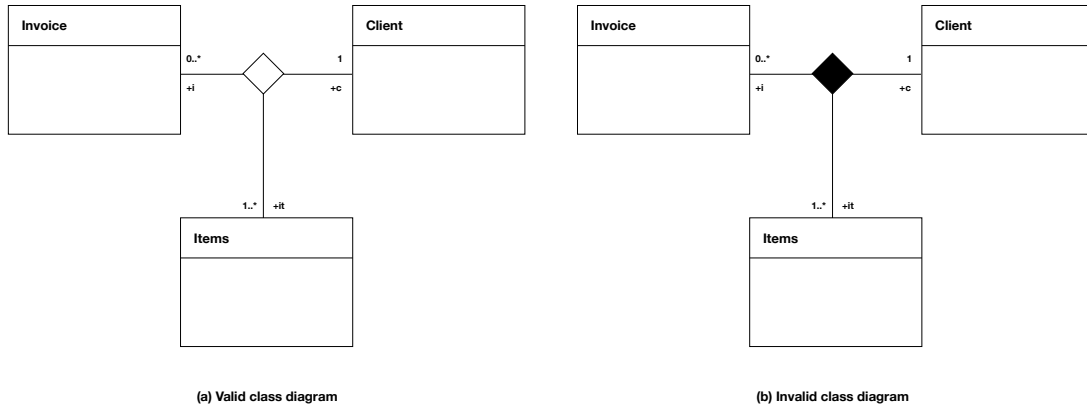 Invoice
Client
0..*
1
+i
+c
1..*
+it
Items
(a) Valid class diagram
Invoice
Client
0..*
1
+i
+c
1..*
+it
Items
(b) Invalid class diagram